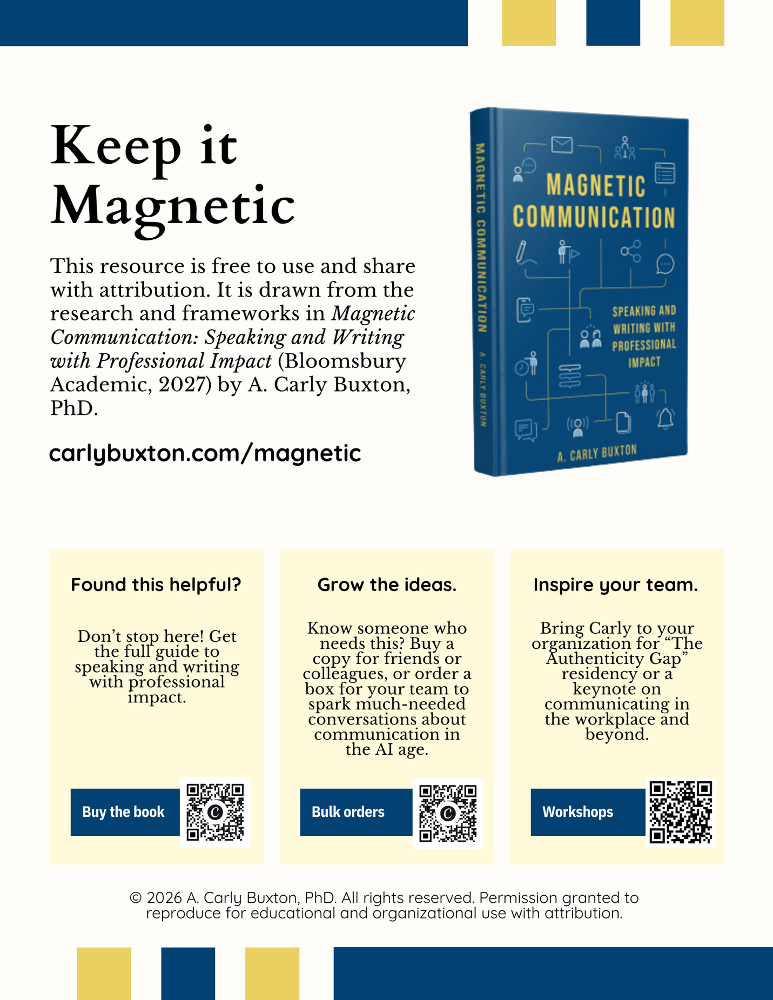 Keep it
Magnetic
This resource is free to use and share
with attribution. It is drawn from the
research and frameworks in Magnetic
Communication: Speaking and Writing
with Professional Impact (Bloomsbury
Academic, 2027) by A. Carly Buxton,
PhD.
carlybuxton.com/magnetic
MAGNETIC COMMUNICATION A. CARLY BUXTON
MAGNETIC
COMMUNICATION
SPEAKING AND
WRITING WITH
PROFESSIONAL
IMPACT
A. CARLY BUXTON
Found this helpful?
Don’t stop here! Get
the full guide to
speaking and writing
with professional
impact.
Buy the book
C
Grow the ideas.
Know someone who
needs this? Buy a
copy for friends or
colleagues, or order a
box for your team to
spark much-needed
conversations about
communication in
the AI age.
Bulk orders
C
Inspire your team.
Bring Carly to your
organization for “The
Authenticity Gap”
residency or a
keynote on
communicating in
the workplace and
beyond.
Workshops
© 2026 A. Carly Buxton, PhD. All rights reserved. Permission granted to
reproduce for educational and organizational use with attribution.